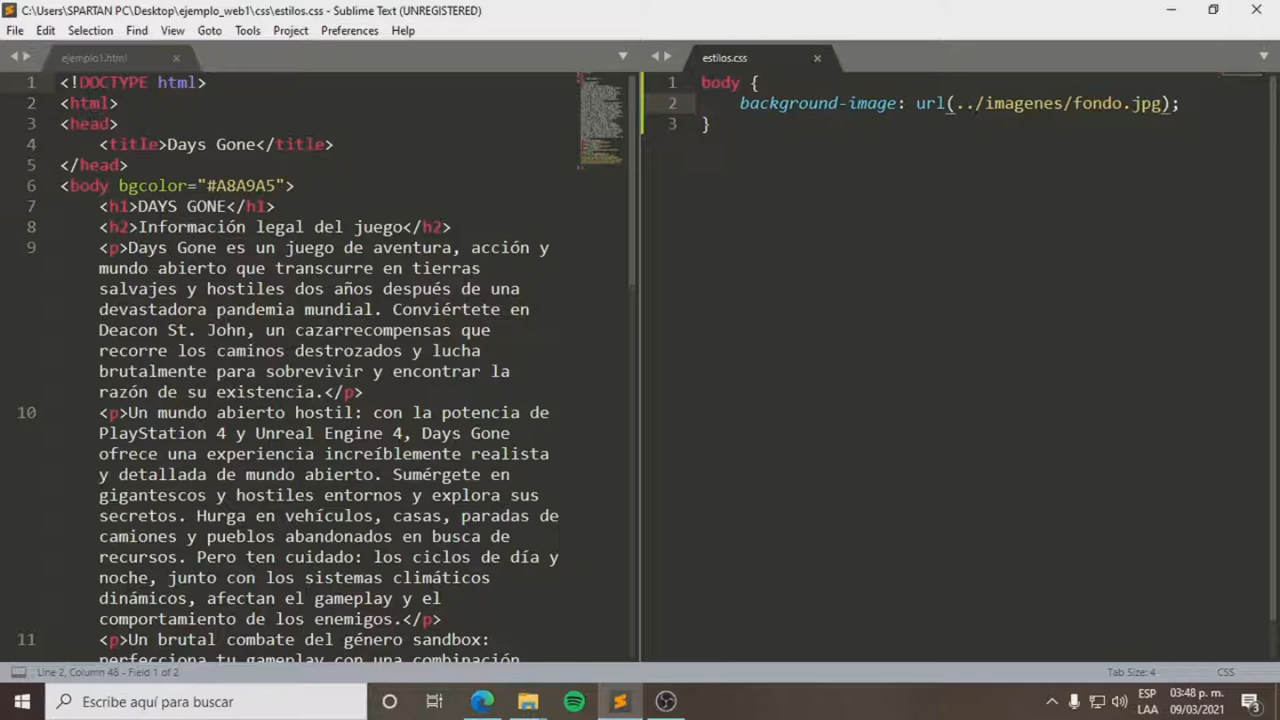 C:\Users\SPARTAN PC\Desktop\ejemplo_web1\css\estilos.css - Sublime Text (UNREGISTERED)
File Edit Selection Find View Goto Tools Project Preferences Help
ejemplo1.html
1 <!DOCTYPE html>
2 <html>
3 <head>
4 <title>Days Gone</title>
5 </head>
6 <body bgcolor="#A8A9A5">
7 <h1>DAYS GONE</h1>
8 <h2>Información legal del juego</h2>
9 <p>Days Gone es un juego de aventura, acción y
mundo abierto que transcurre en tierras
salvajes y hostiles dos años después de una
devastadora pandemia mundial. Conviértete en
Deacon St. John, un cazarrecompensas que
recorre los caminos destrozados y lucha
brutalmente para sobrevivir y encontrar la
razón de su existencia.</p>
10 <p>Un mundo abierto hostil: con la potencia de
PlayStation 4 y Unreal Engine 4, Days Gone
ofrece una experiencia increíblemente realista
y detallada de mundo abierto. Sumérgete en
gigantescos y hostiles entornos y explora sus
secretos. Hurga en vehículos, casas, paradas de
camiones y pueblos abandonados en busca de
recursos. Pero ten cuidado: los ciclos de día y
noche, junto con los sistemas climáticos
dinámicos, afectan el gameplay y el
comportamiento de los enemigos.</p>
11 <p>Un brutal combate del género sandbox:
perfecciona tu gameplay con una combinación
estilos.css
1 body {
2 background-image: url(../imagenes/fondo.jpg);
3 }
Line 2, Column 48 - Field 1 of 2
Tab Size: 4
CSS
Escribe aquí para buscar
ESP
LAA
03:48 p. m.
09/03/2021
3